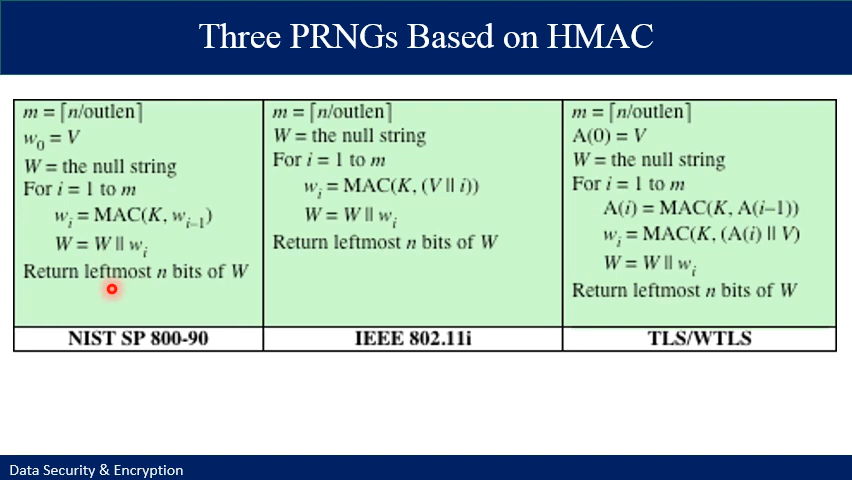 Three PRNGs Based on HMAC
m = ⌈n/outlen⌉
w₀ = V
W = the null string
For i = 1 to m
wᵢ = MAC(K, wᵢ₋₁)
W = W || wᵢ
Return leftmost n bits of W
NIST SP 800-90
m = ⌈n/outlen⌉
W = the null string
For i = 1 to m
wᵢ = MAC(K, (V || i))
W = W || wᵢ
Return leftmost n bits of W
IEEE 802.11i
m = ⌈n/outlen⌉
A(0) = V
W = the null string
For i = 1 to m
A(i) = MAC(K, A(i–1))
wᵢ = MAC(K, (A(i) || V)
W = W || wᵢ
Return leftmost n bits of W
TLS/WTLS
Data Security & Encryption